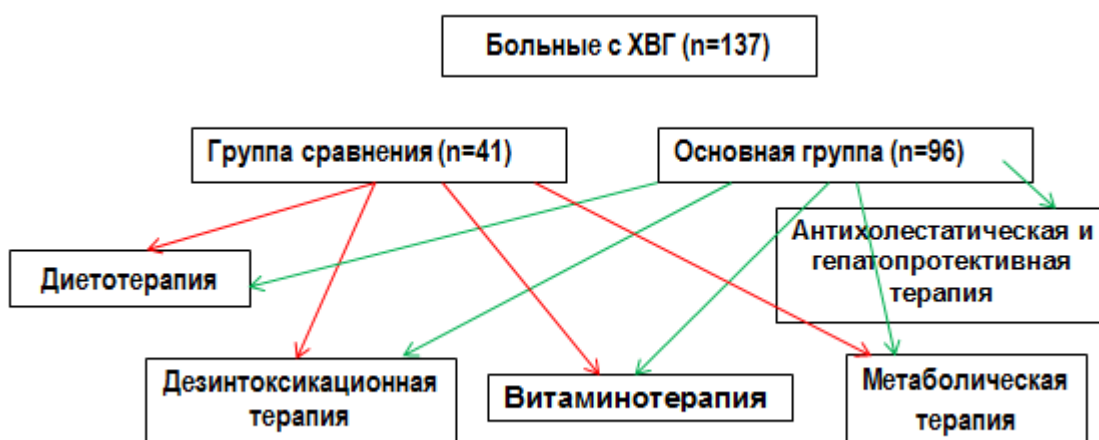 Больные с ХВГ (n=137)
Группа сравнения (n=41)
Основная группа (n=96)
Диетотерапия
Антихолестатическая и
гепатопротективная
терапия
Дезинтоксикационная
терапия
Витаминотерапия
Метаболическая
терапия